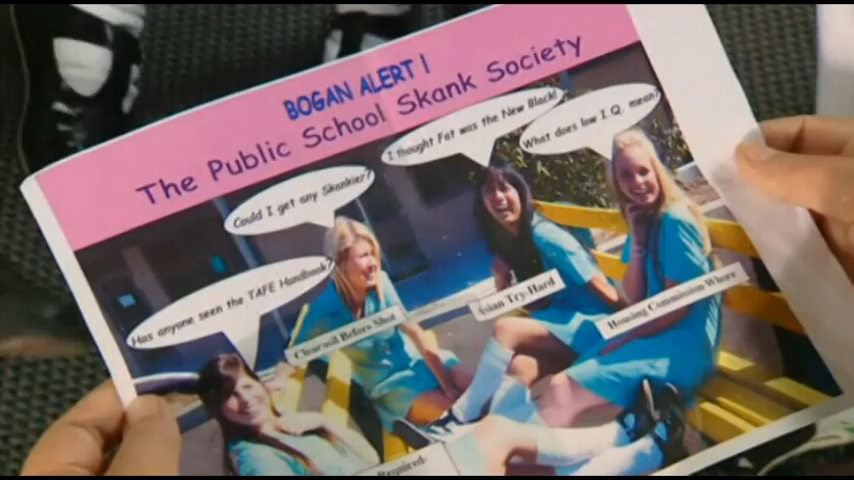 BOGAN ALERT !
The Public School Skank Society
I thought Fat was the New Black!
What does low I.Q. mean?
Could I get any Skankier?
Has anyone seen the TAFE Handbook?
Clearasil Before Shot
Asian Try-Hard
Housing Commission Whore
Required